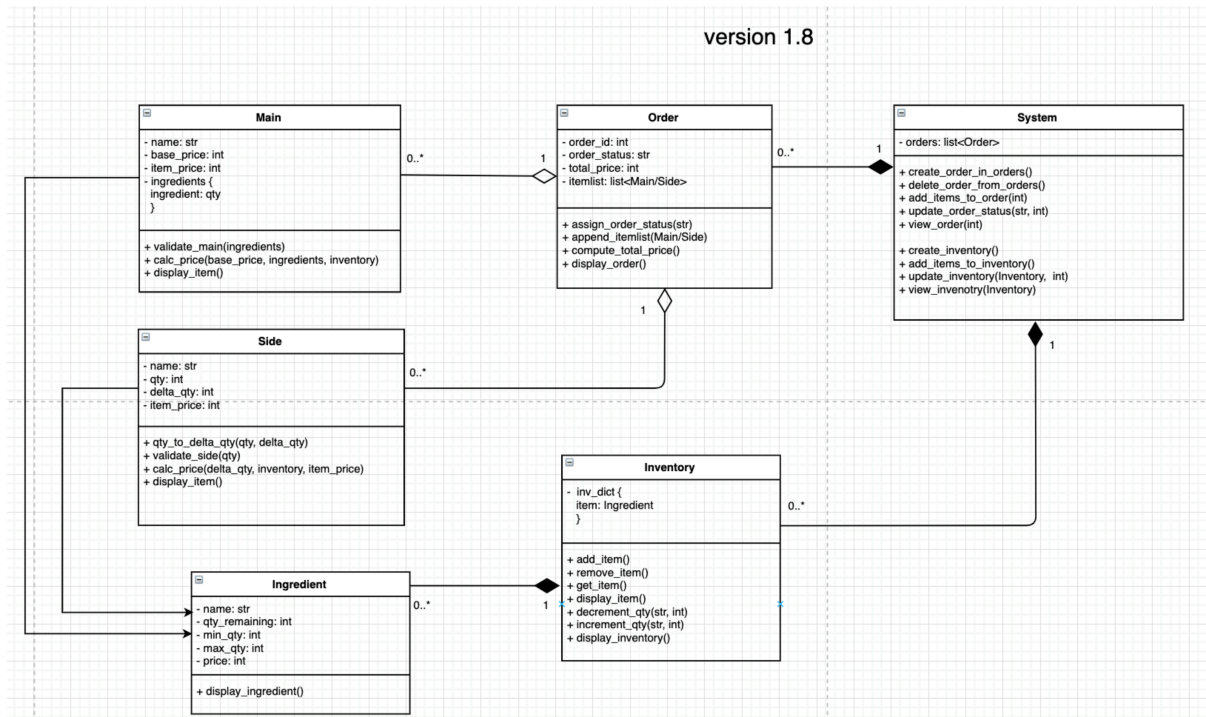 version 1.8
Main
- name: str
- base_price: int
- item_price: int
- ingredients {
ingredient: qty
}
+ validate_main(ingredients)
+ calc_price(base_price, ingredients, inventory)
+ display_item()
0..*
1
Order
- order_id: int
- order_status: str
- total_price: int
- itemlist: list<Main/Side>
+ assign_order_status(str)
+ append_itemlist(Main/Side)
+ compute_total_price()
+ display_order()
0..*
1
System
- orders: list<Order>
+ create_order_in_orders()
+ delete_order_from_orders()
+ add_items_to_order(int)
+ update_order_status(str, int)
+ view_order(int)
+ create_inventory()
+ add_items_to_inventory()
+ update_inventory(Inventory, int)
+ view_invenotry(Inventory)
1
1
Side
- name: str
- qty: int
- delta_qty: int
- item_price: int
+ qty_to_delta_qty(qty, delta_qty)
+ validate_side(qty)
+ calc_price(delta_qty, inventory, item_price)
+ display_item()
0..*
Inventory
- inv_dict {
item: Ingredient
}
+ add_item()
+ remove_item()
+ get_item()
+ display_item()
+ decrement_qty(str, int)
+ increment_qty(str, int)
+ display_inventory()
0..*
Ingredient
- name: str
- qty_remaining: int
- min_qty: int
- max_qty: int
- price: int
+ display_ingredient()
0..*
1